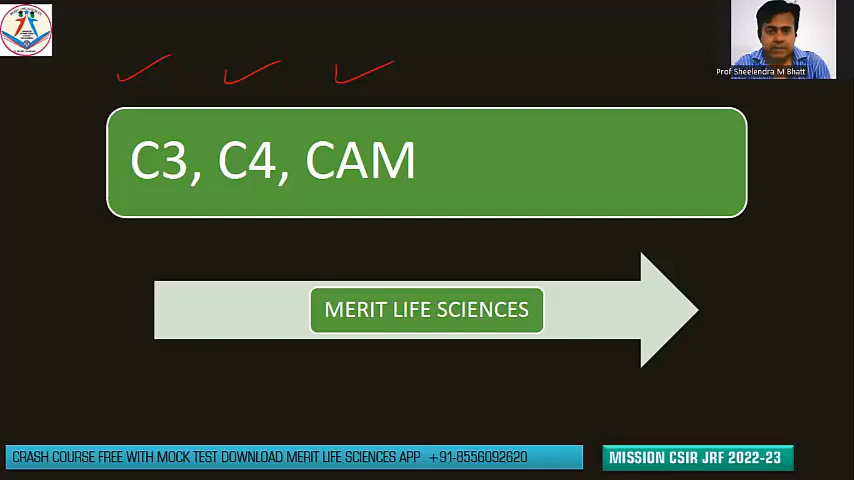 Prof Sheelendra M Bhatt
C3, C4, CAM
MERIT LIFE SCIENCES
CRASH COURSE FREE WITH MOCK TEST DOWNLOAD MERIT LIFE SCIENCES APP +91-8556092620
MISSION CSIR JRF 2022-23